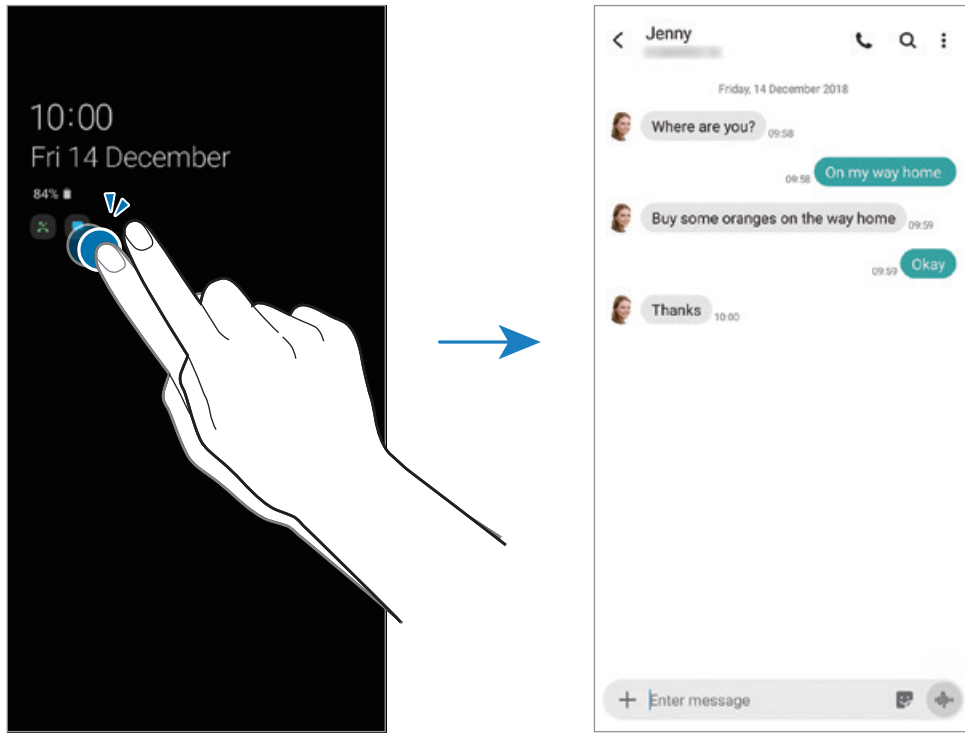 10:00
Fri 14 December
84%
Jenny
Friday, 14 December 2018
Where are you? 09:58
09:58 On my way home
Buy some oranges on the way home 09:59
09:59 Okay
Thanks 10:00
Enter message